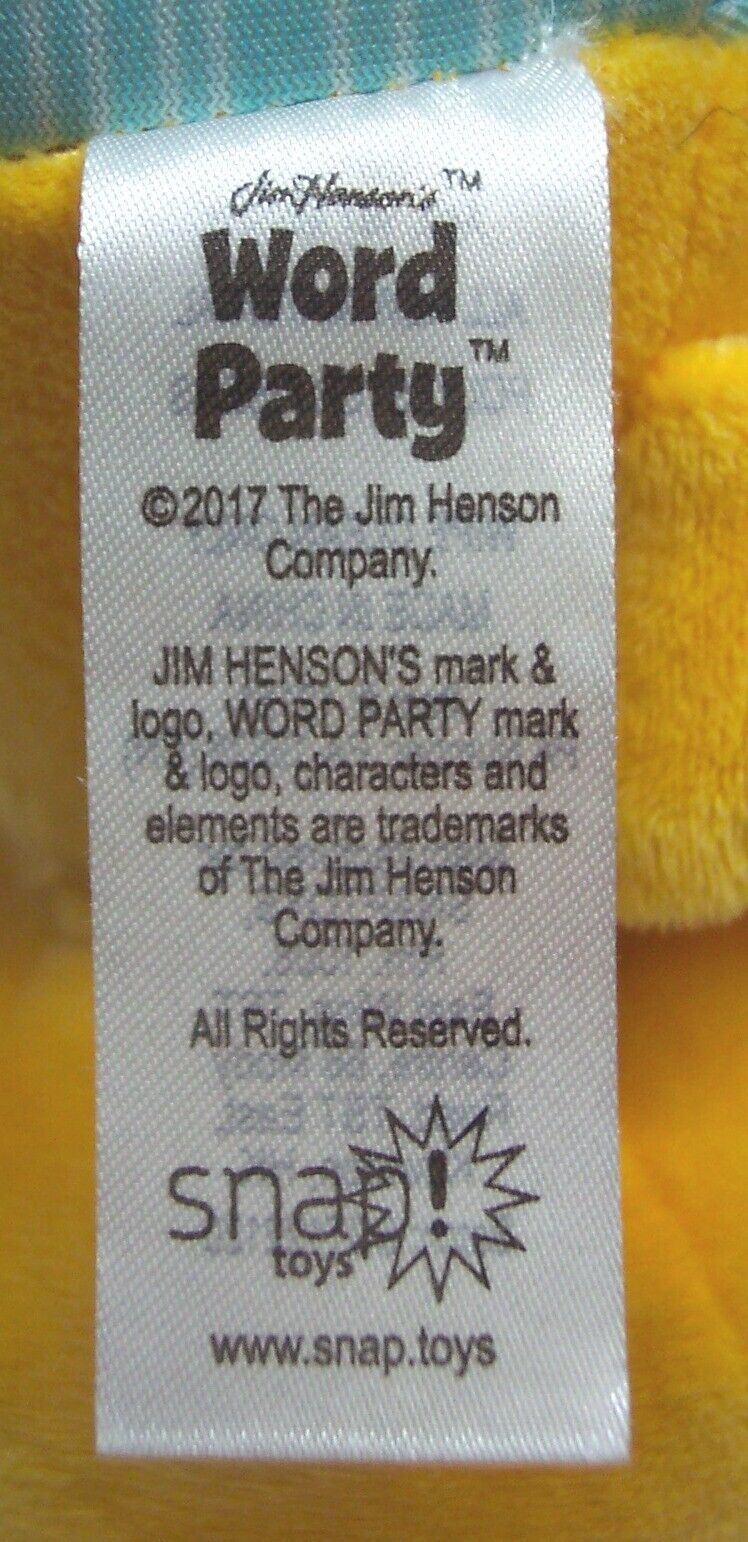 Jim Henson's™
Word
Party™
©2017 The Jim Henson
Company.
JIM HENSON'S mark &
logo, WORD PARTY mark
& logo, characters and
elements are trademarks
of The Jim Henson
Company.
All Rights Reserved.
snap!
toys
www.snap.toys